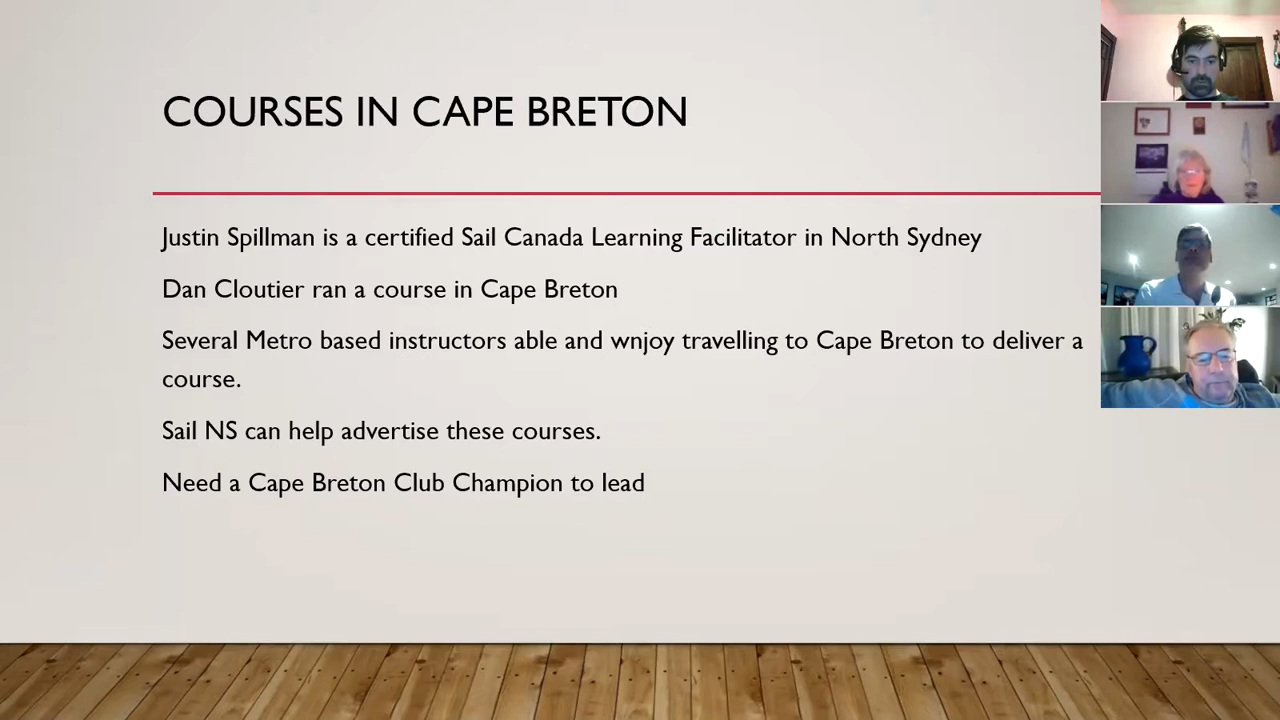 COURSES IN CAPE BRETON
Justin Spillman is a certified Sail Canada Learning Facilitator in North Sydney
Dan Cloutier ran a course in Cape Breton
Several Metro based instructors able and wnjoy travelling to Cape Breton to deliver a
course.
Sail NS can help advertise these courses.
Need a Cape Breton Club Champion to lead